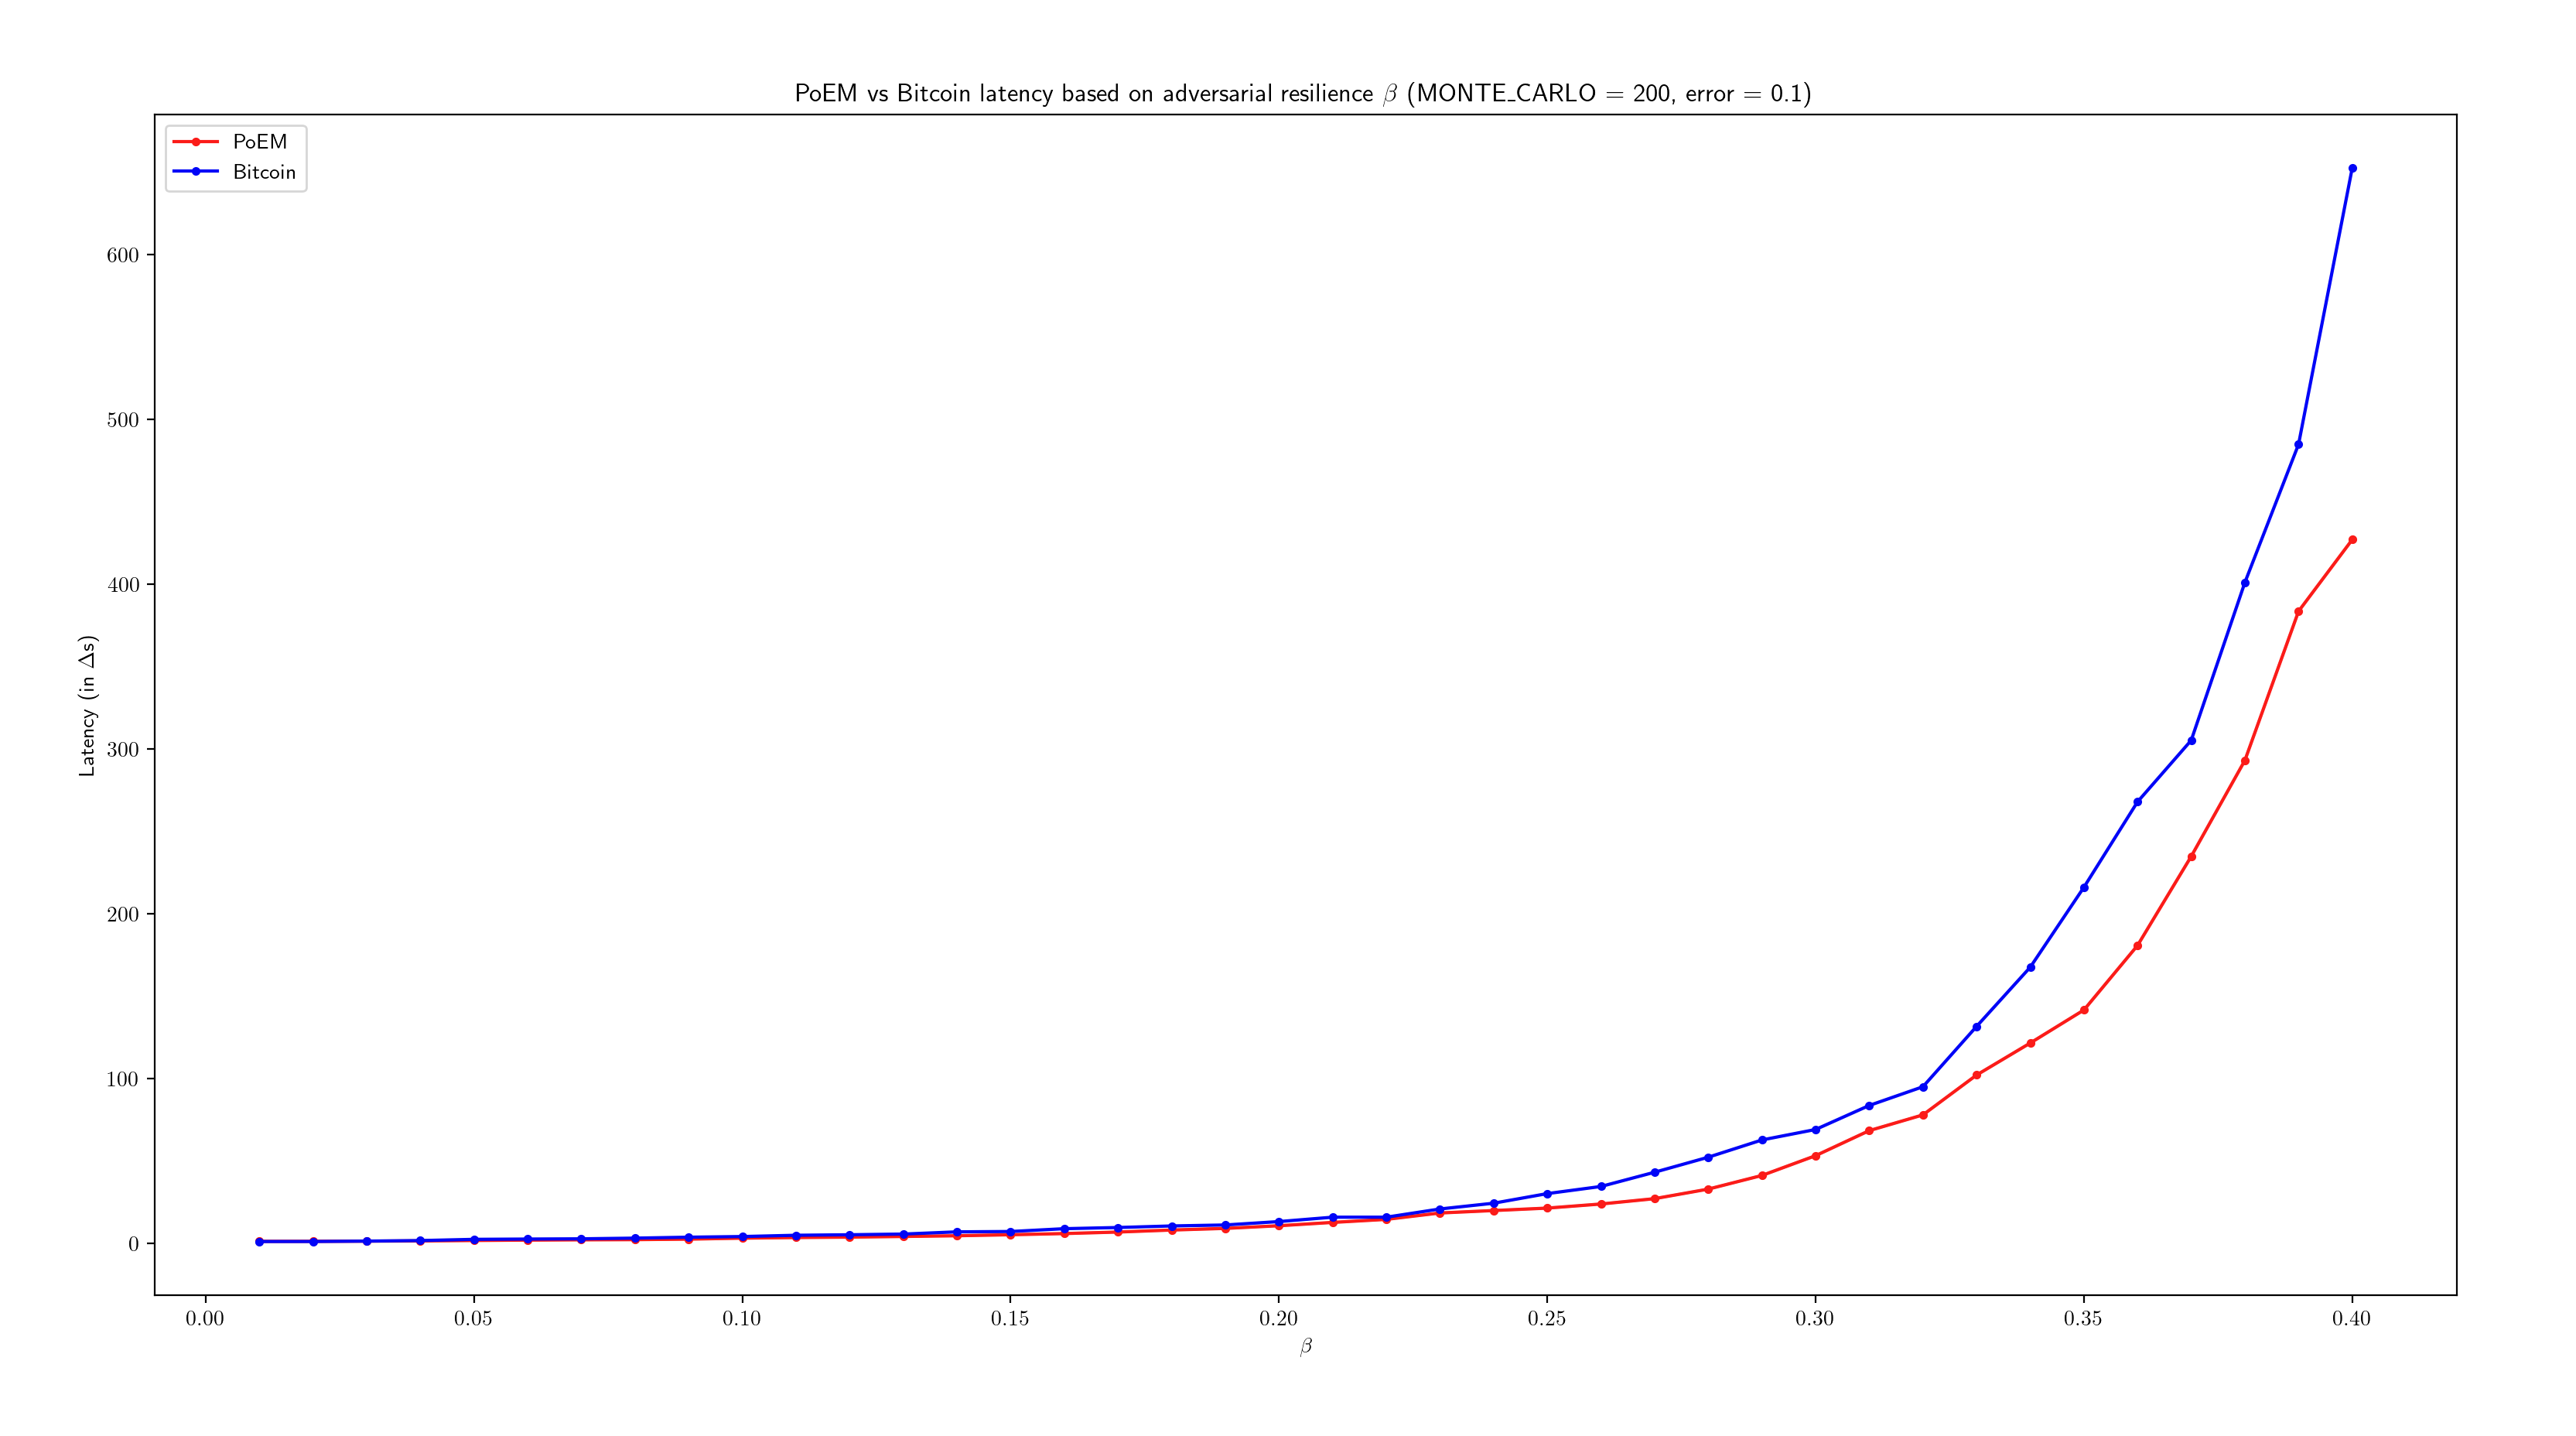 PoEM vs Bitcoin latency based on adversarial resilience β (MONTE_CARLO = 200, error = 0.1)
PoEM
Bitcoin
600
500
400
300
200
100
0
Latency (in Δs)
0.00 0.05 0.10 0.15 0.20 0.25 0.30 0.35 0.40
β